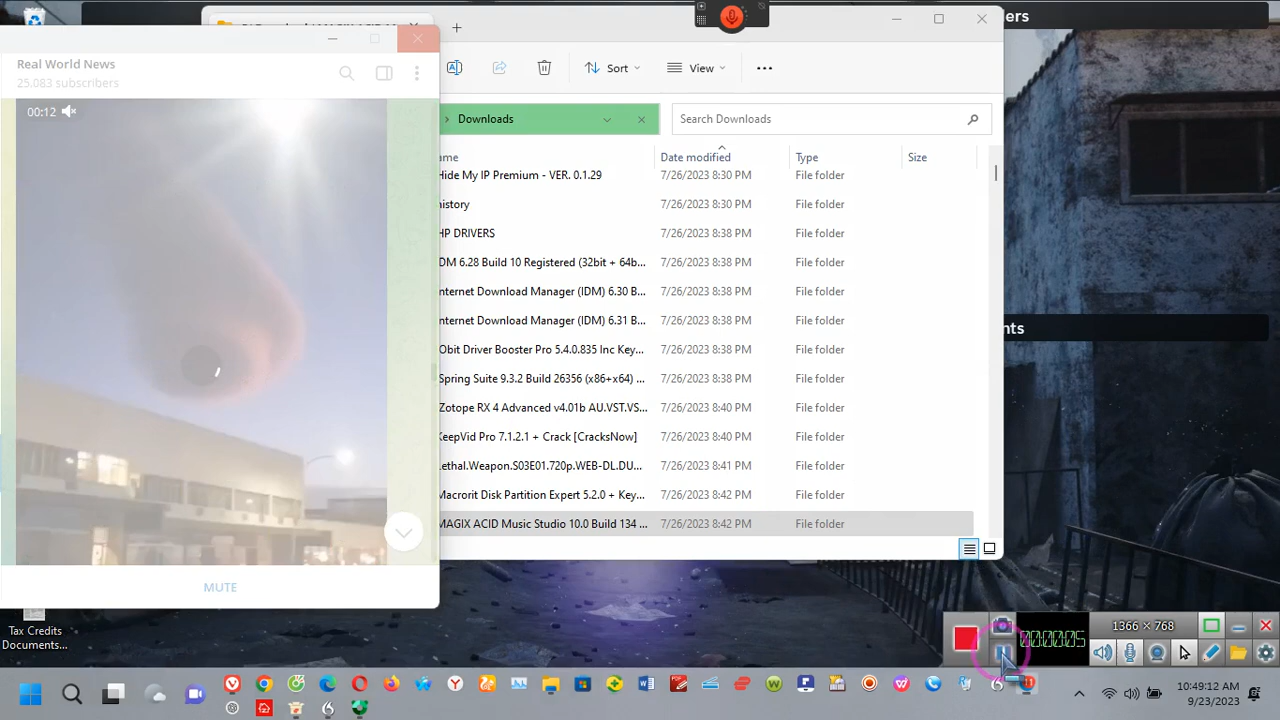 ers
Real World News
25.083 subscribers
00:12
Sort
View
Downloads
Search Downloads
ame
Date modified
Type
Size
Hide My IP Premium - VER. 0.1.29
7/26/2023 8:30 PM
File folder
history
7/26/2023 8:30 PM
File folder
HP DRIVERS
7/26/2023 8:38 PM
File folder
IDM 6.28 Build 10 Registered (32bit + 64b...
7/26/2023 8:38 PM
File folder
Internet Download Manager (IDM) 6.30 B...
7/26/2023 8:38 PM
File folder
Internet Download Manager (IDM) 6.31 B...
7/26/2023 8:38 PM
File folder
IObit Driver Booster Pro 5.4.0.835 Inc Key...
7/26/2023 8:38 PM
File folder
iSpring Suite 9.3.2 Build 26356 (x86+x64) ...
7/26/2023 8:38 PM
File folder
iZotope RX 4 Advanced v4.01b AU.VST.VS...
7/26/2023 8:40 PM
File folder
KeepVid Pro 7.1.2.1 + Crack [CracksNow]
7/26/2023 8:40 PM
File folder
Lethal.Weapon.S03E01.720p.WEB-DL.DU...
7/26/2023 8:41 PM
File folder
Macrorit Disk Partition Expert 5.2.0 + Key...
7/26/2023 8:42 PM
File folder
MAGIX ACID Music Studio 10.0 Build 134 ...
7/26/2023 8:42 PM
File folder
nts
MUTE
Tax Credits
Documents...
00:00:05
1366 × 768
10:49:12 AM
9/23/2023